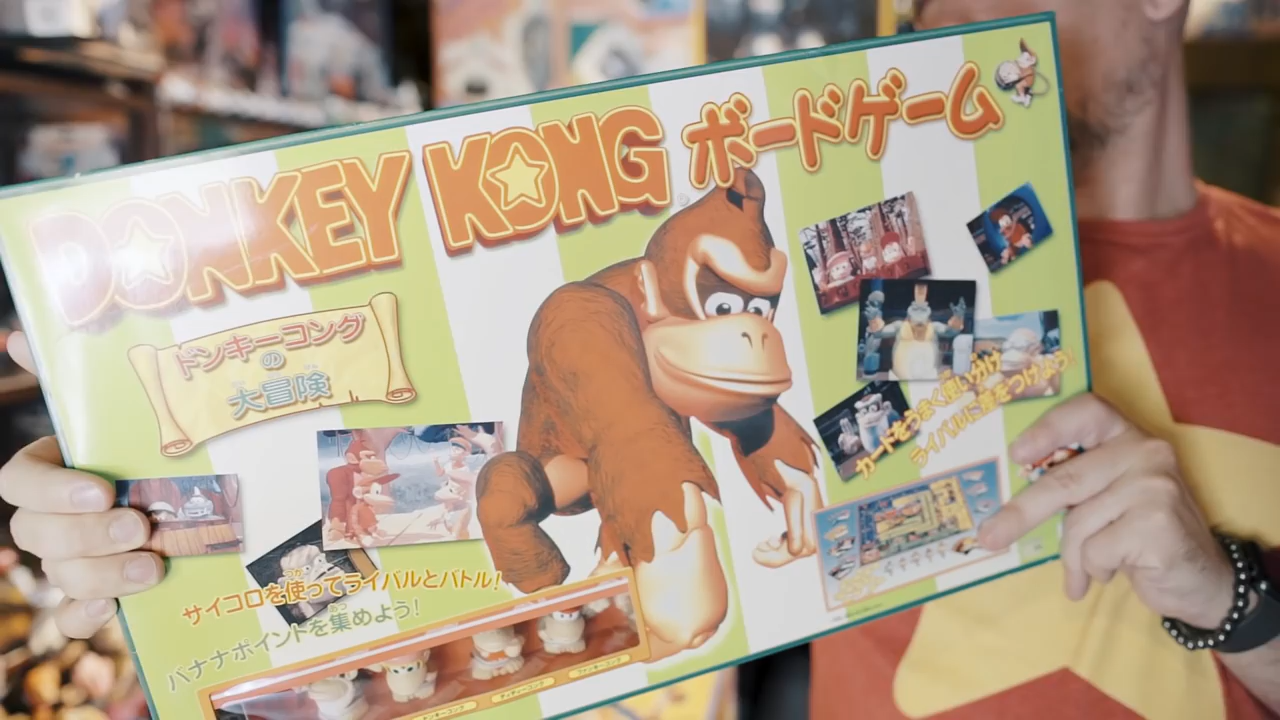 DONKEY KONG ボードゲーム
ドンキーコング
の
大冒険
カードをうまく使い分け
ライバルに差をつけよう!
サイコロを使ってライバルとバトル!
バナナポイントを集めよう!